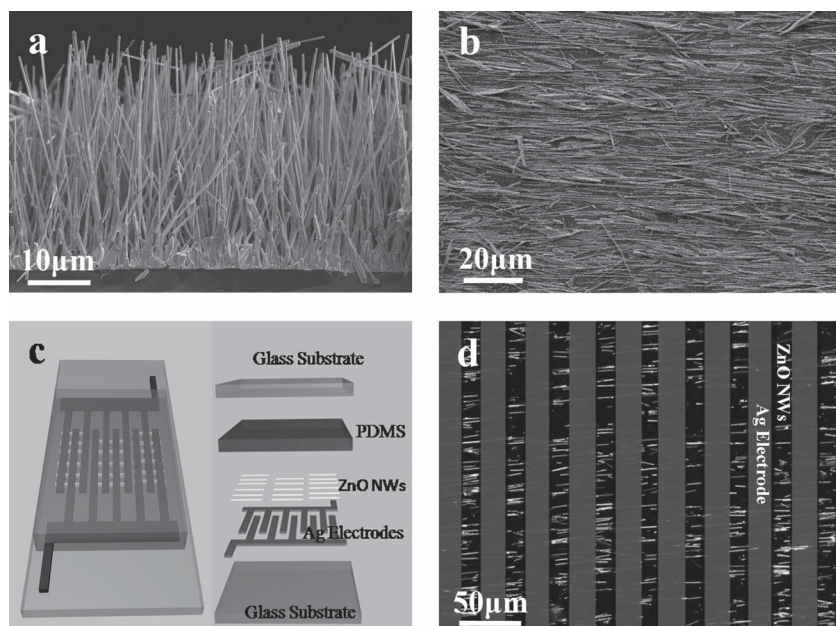 a
10μm
b
20μm
c
Glass Substrate
PDMS
ZnO NWs
Ag Electrodes
Glass Substrate
d
ZnO NWs
Ag Electrode
50μm